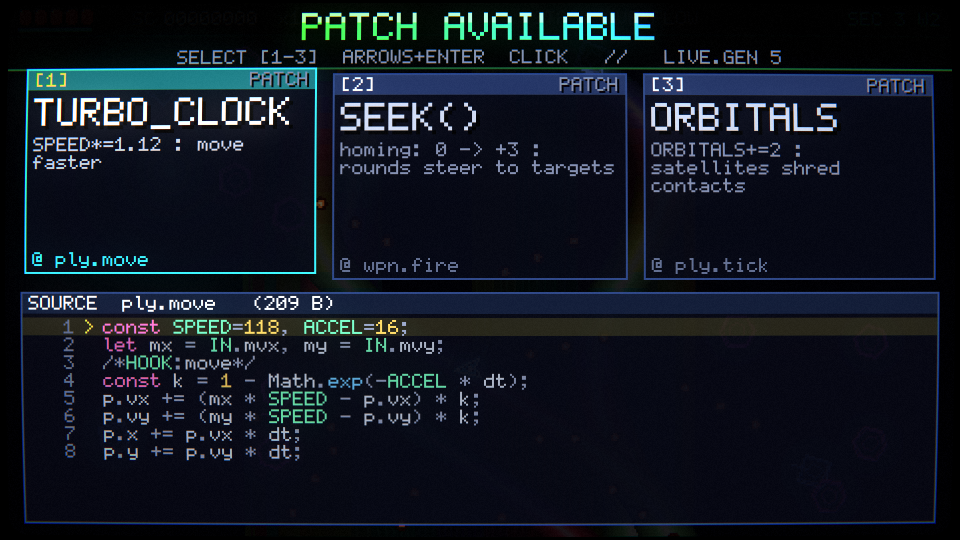 PATCH AVAILABLE
SELECT [1-3] ARROWS+ENTER CLICK // LIVE.GEN 5
[1] PATCH
TURBO_CLOCK
SPEED*=1.12 : move
faster
@ ply.move
[2] PATCH
SEEK()
homing: 0 -> +3 :
rounds steer to targets
@ wpn.fire
[3] PATCH
ORBITALS
ORBITALS+=2 :
satellites shred
contacts
@ ply.tick
SOURCE ply.move (209 B)
1 > const SPEED=118, ACCEL=16;
2 let mx = IN.mvx, my = IN.mvy;
3 /*HOOK:move*/
4 const k = 1 - Math.exp(-ACCEL * dt);
5 p.vx += (mx * SPEED - p.vx) * k;
6 p.vy += (my * SPEED - p.vy) * k;
7 p.x += p.vx * dt;
8 p.y += p.vy * dt;